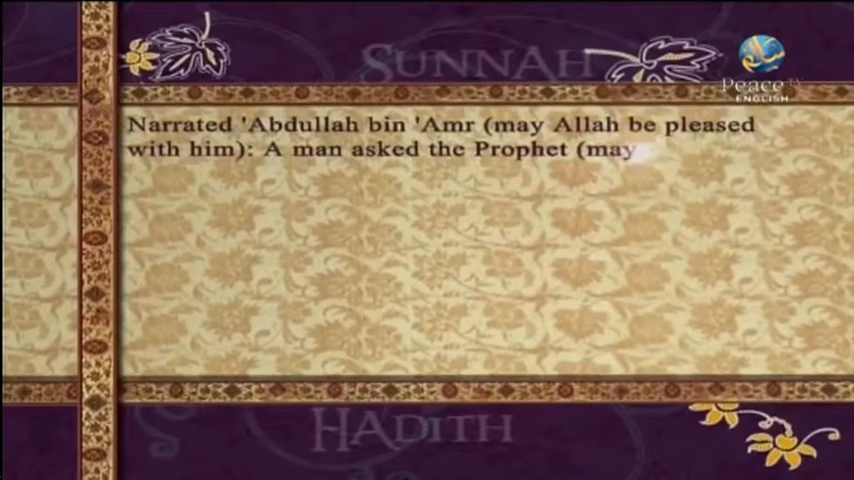 SUNNAH
Peace TV
ENGLISH
Narrated 'Abdullah bin 'Amr (may Allah be pleased
with him): A man asked the Prophet (may
HADITH